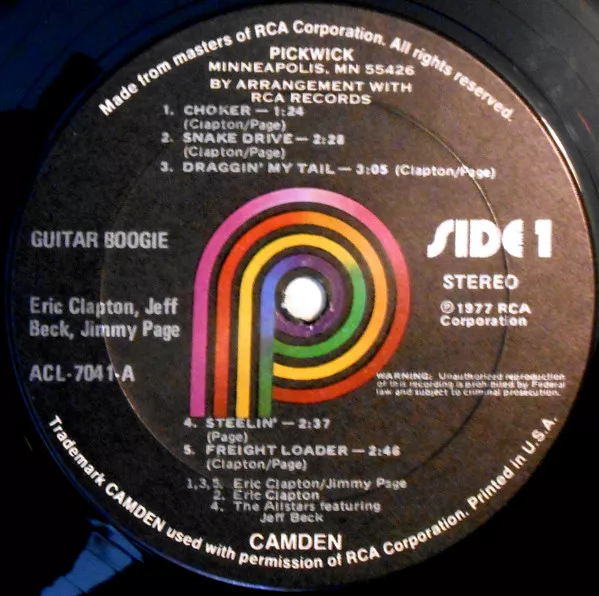 Made from masters of RCA Corporation. All rights reserved.
PICKWICK
MINNEAPOLIS, MN 55426
BY ARRANGEMENT WITH
RCA RECORDS
1. CHOKER — 1:24
(Clapton/Page)
2. SNAKE DRIVE — 2:28
(Clapton/Page)
3. DRAGGIN' MY TAIL — 3:05 (Clapton/Page)
GUITAR BOOGIE
SIDE 1
STEREO
Eric Clapton, Jeff
Beck, Jimmy Page
℗ 1977 RCA
Corporation
ACL-7041-A
WARNING: Unauthorized reproduction
of this recording is prohibited by Federal
law and subject to criminal prosecution.
4. STEELIN' — 2:37
(Page)
5. FREIGHT LOADER — 2:46
(Clapton/Page)
1,3,5. Eric Clapton/Jimmy Page
2. Eric Clapton
4. The Allstars featuring
Jeff Beck
CAMDEN
Trademark CAMDEN used with permission of RCA Corporation. Printed in U.S.A.